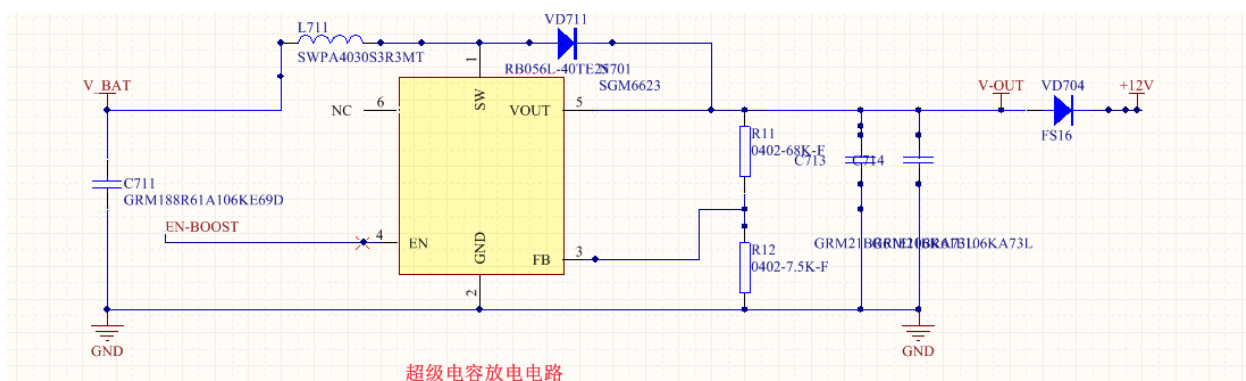 L711
SWPA4030S3R3MT
VD711
RB056L-40TE25
N701
SGM6623
V_BAT
1
SW
6
NC
VOUT
5
V-OUT
VD704
+12V
FS16
R11
0402-68K-F
C713
C714
C711
GRM188R61A106KE69D
EN-BOOST
4
EN
GND
2
FB
3
R12
0402-7.5K-F
GND
GND
超级电容放电电路